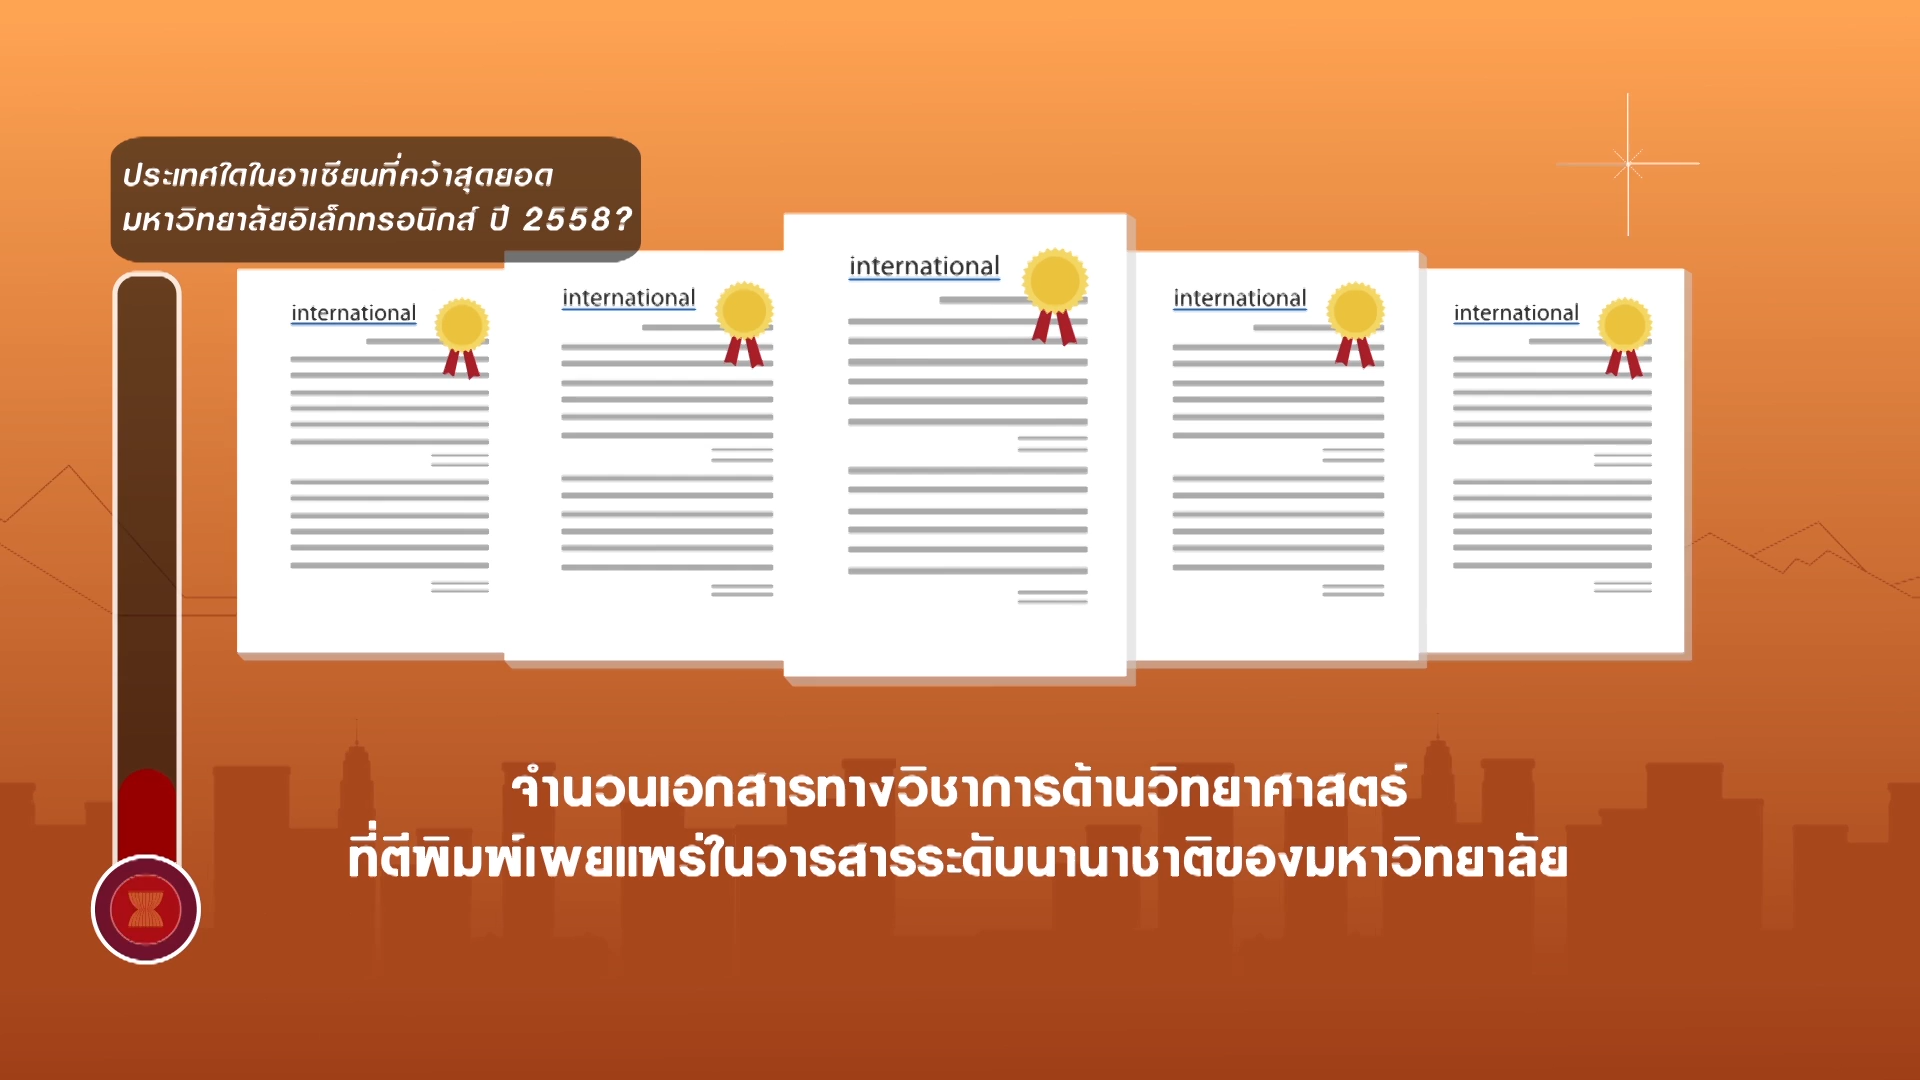 ประเทศใดในอาเซียนที่คว้าสุดยอด
มหาวิทยาลัยอิเล็กทรอนิกส์ ปี 2558?
international
international
international
international
international
จำนวนเอกสารทางวิชาการด้านวิทยาศาสตร์
ที่ตีพิมพ์เผยแพร่ในวารสารระดับนานาชาติของมหาวิทยาลัย